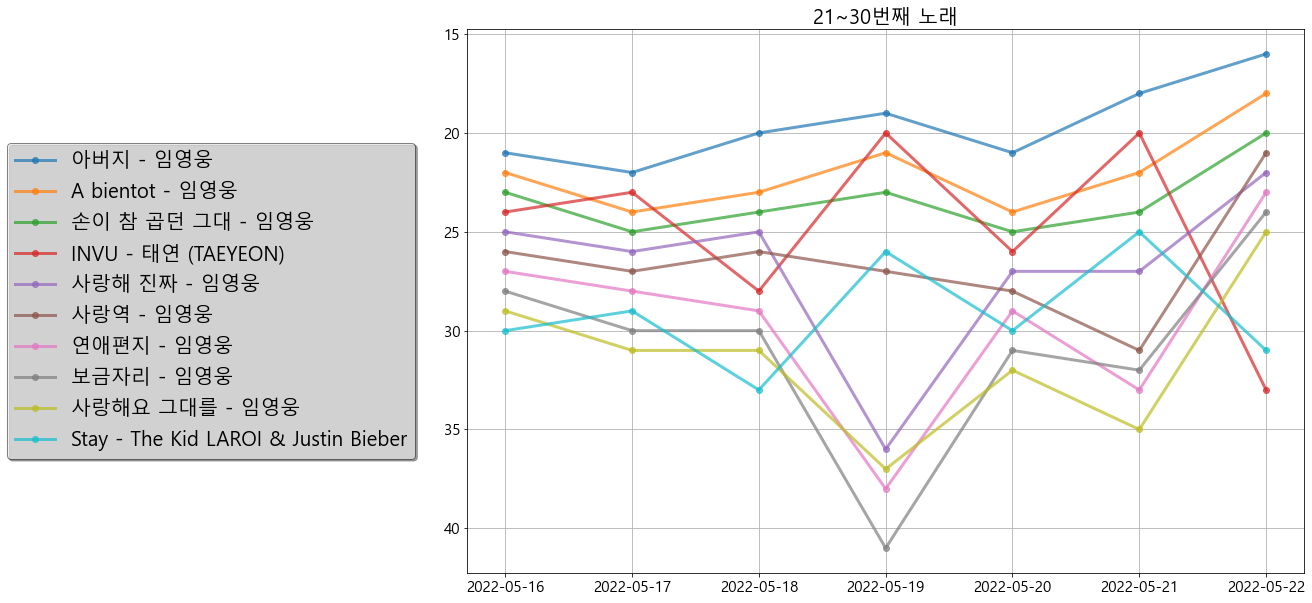 21~30번째 노래
아버지 - 임영웅
A bientot - 임영웅
손이 참 곱던 그대 - 임영웅
INVU - 태연 (TAEYEON)
사랑해 진짜 - 임영웅
사랑역 - 임영웅
연애편지 - 임영웅
보금자리 - 임영웅
사랑해요 그대를 - 임영웅
Stay - The Kid LAROI & Justin Bieber
15
20
25
30
35
40
2022-05-16 2022-05-17 2022-05-18 2022-05-19 2022-05-20 2022-05-21 2022-05-22